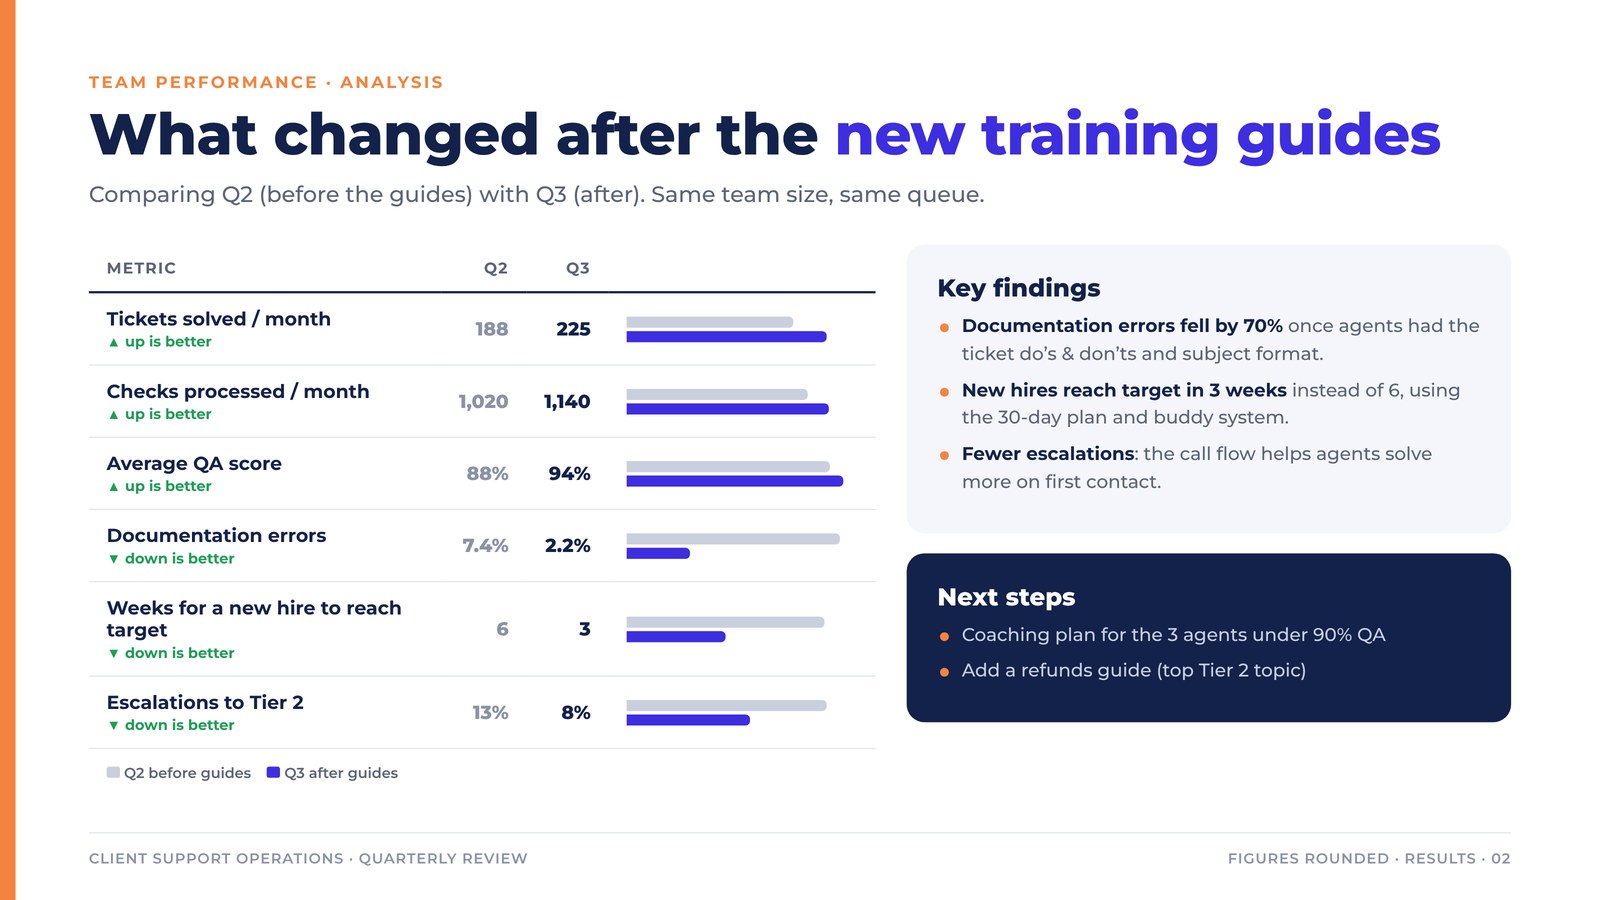 TEAM PERFORMANCE · ANALYSIS
What changed after the new training guides
Comparing Q2 (before the guides) with Q3 (after). Same team size, same queue.
METRIC Q2 Q3
Tickets solved / month 188 225
▲ up is better
Checks processed / month 1,020 1,140
▲ up is better
Average QA score 88% 94%
▲ up is better
Documentation errors 7.4% 2.2%
▼ down is better
Weeks for a new hire to reach
target 6 3
▼ down is better
Escalations to Tier 2 13% 8%
▼ down is better
Q2 before guides Q3 after guides
Key findings
Documentation errors fell by 70% once agents had the
ticket do’s & don’ts and subject format.
New hires reach target in 3 weeks instead of 6, using
the 30-day plan and buddy system.
Fewer escalations: the call flow helps agents solve
more on first contact.
Next steps
Coaching plan for the 3 agents under 90% QA
Add a refunds guide (top Tier 2 topic)
CLIENT SUPPORT OPERATIONS · QUARTERLY REVIEW
FIGURES ROUNDED · RESULTS · 02